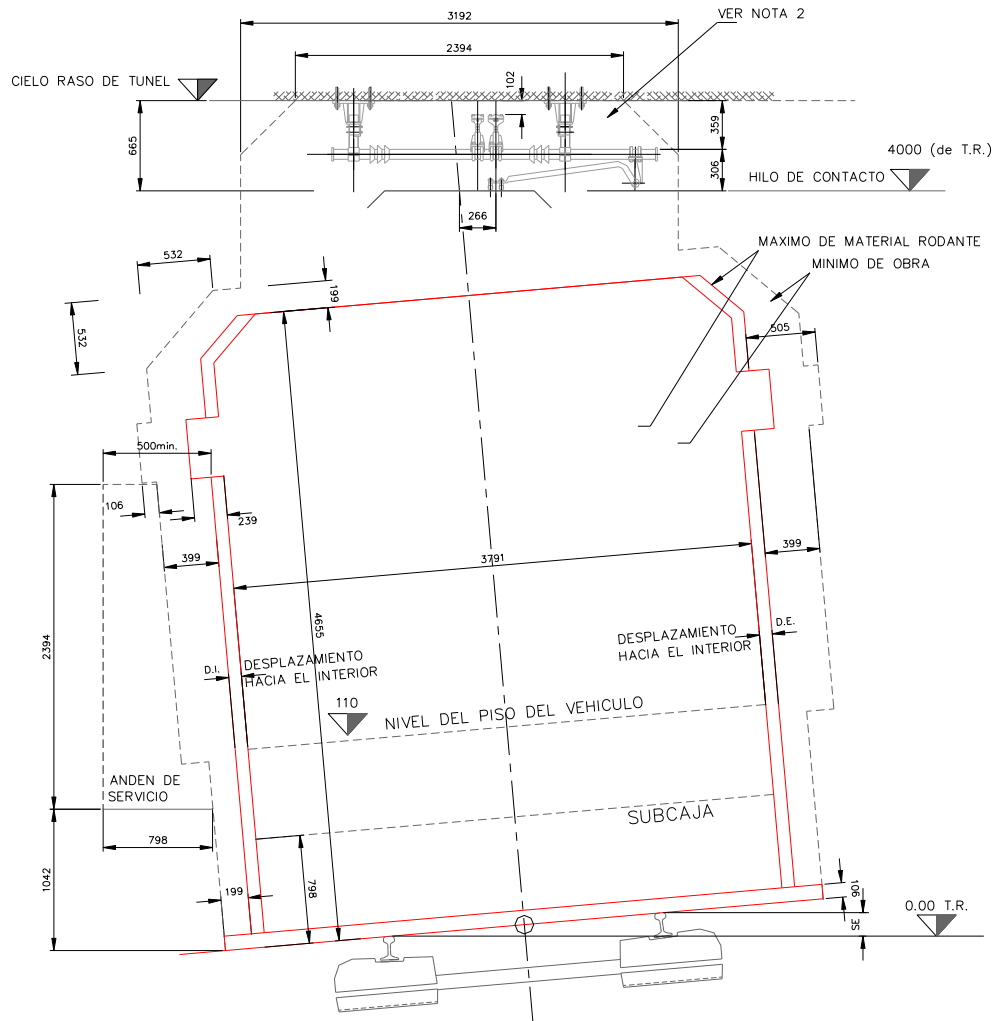 3192
VER NOTA 2
2394
CIELO RASO DE TUNEL
102
665
359
306
4000 (de T.R.)
HILO DE CONTACTO
266
MAXIMO DE MATERIAL RODANTE
MINIMO DE OBRA
532
199
532
505
500min.
106
239
399
399
3791
2394
4655
DESPLAZAMIENTO
HACIA EL INTERIOR
D.E.
D.I.
DESPLAZAMIENTO
HACIA EL INTERIOR
110
NIVEL DEL PISO DEL VEHICULO
ANDEN DE
SERVICIO
SUBCAJA
798
1042
798
199
106
SE
0.00 T.R.